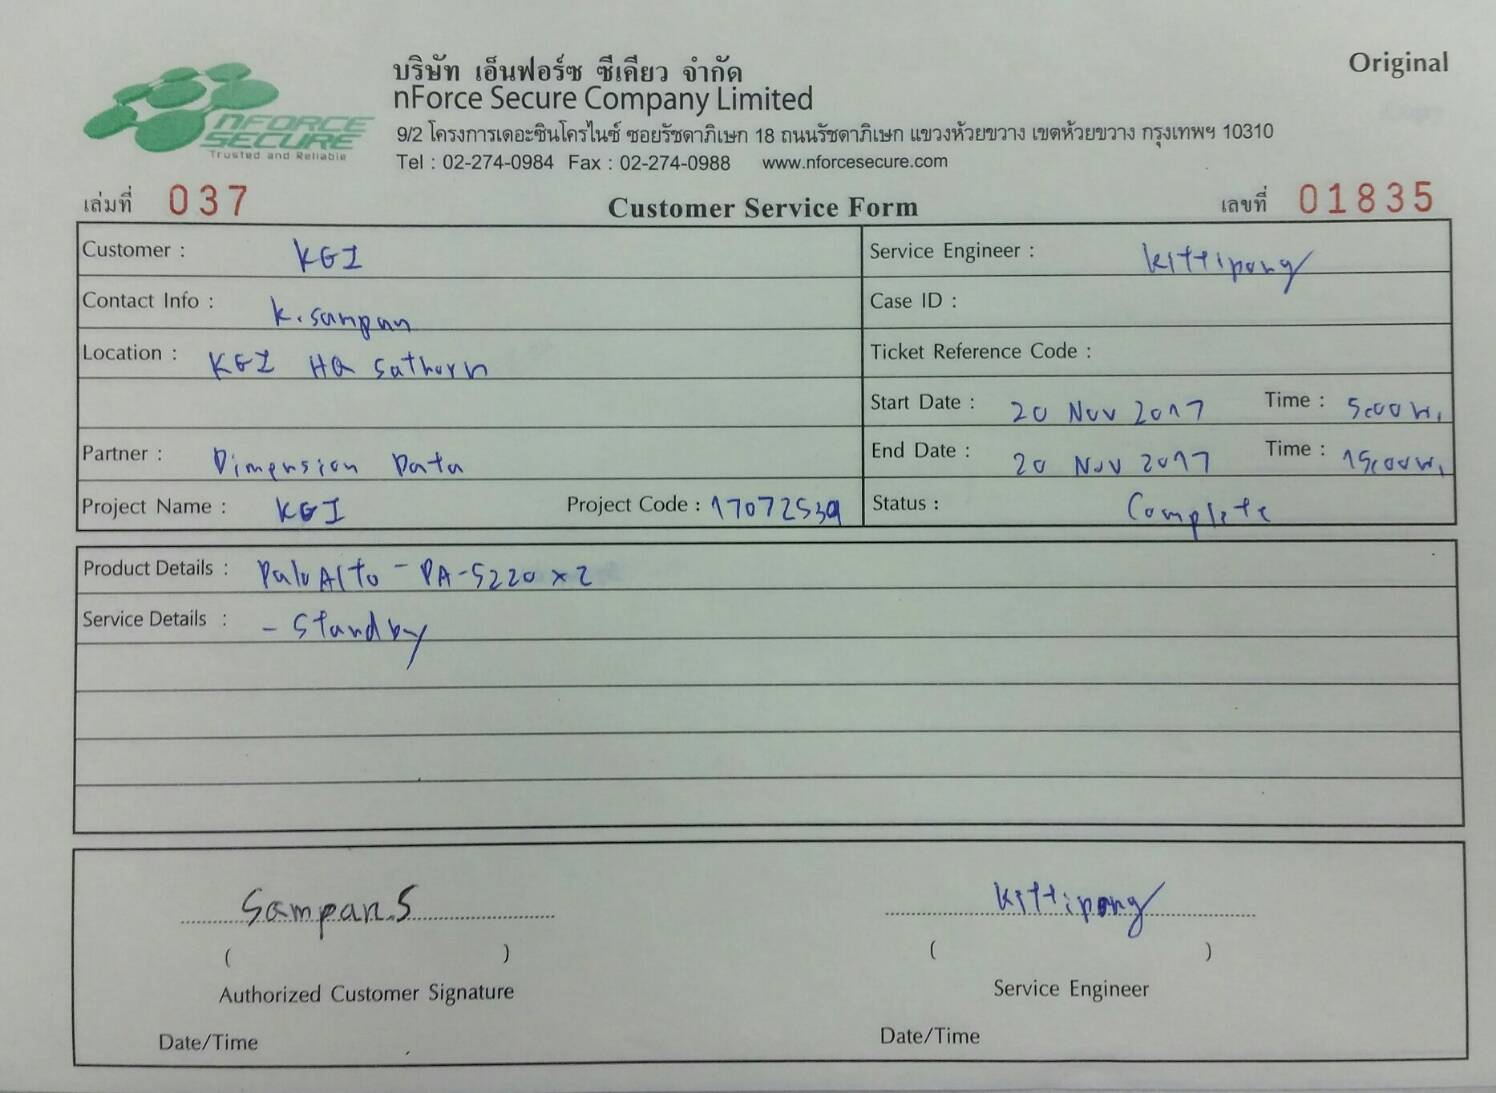 บริษัท เอ็นฟอร์ซ ซีเคียว จำกัด
Original
nForce Secure Company Limited
NFORCE
SECURE
Trusted and Reliable
9/2 โครงการเดอะซินโครไนซ์ ซอยรัชดาภิเษก 18 ถนนรัชดาภิเษก แขวงห้วยขวาง เขตห้วยขวาง กรุงเทพฯ 10310
Tel : 02-274-0984 Fax : 02-274-0988 www.nforcesecure.com
เล่มที่ 037 Customer Service Form เลขที่ 01835
Customer : KGI Service Engineer : Kittipong
Contact Info : K.Sampan Case ID :
Location : KGI HQ Sathorn Ticket Reference Code :
Start Date : 20 Nov 2017 Time : 5:00 น.
Partner : Dimension Data End Date : 20 Nov 2017 Time : 15:00 น.
Project Name : KGI Project Code : 17072539 Status : Complete
Product Details : PaloAlto - PA-5220 x 2
Service Details : - Standby
Sampan.S Kittipong
( ) ( )
Authorized Customer Signature Service Engineer
Date/Time Date/Time